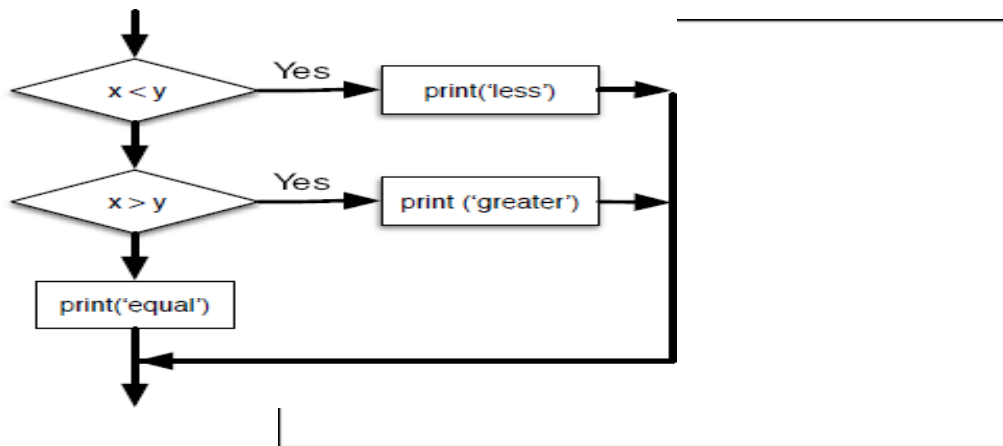 Yes
x < y
print(‘less’)
Yes
x > y
print (‘greater’)
print(‘equal’)